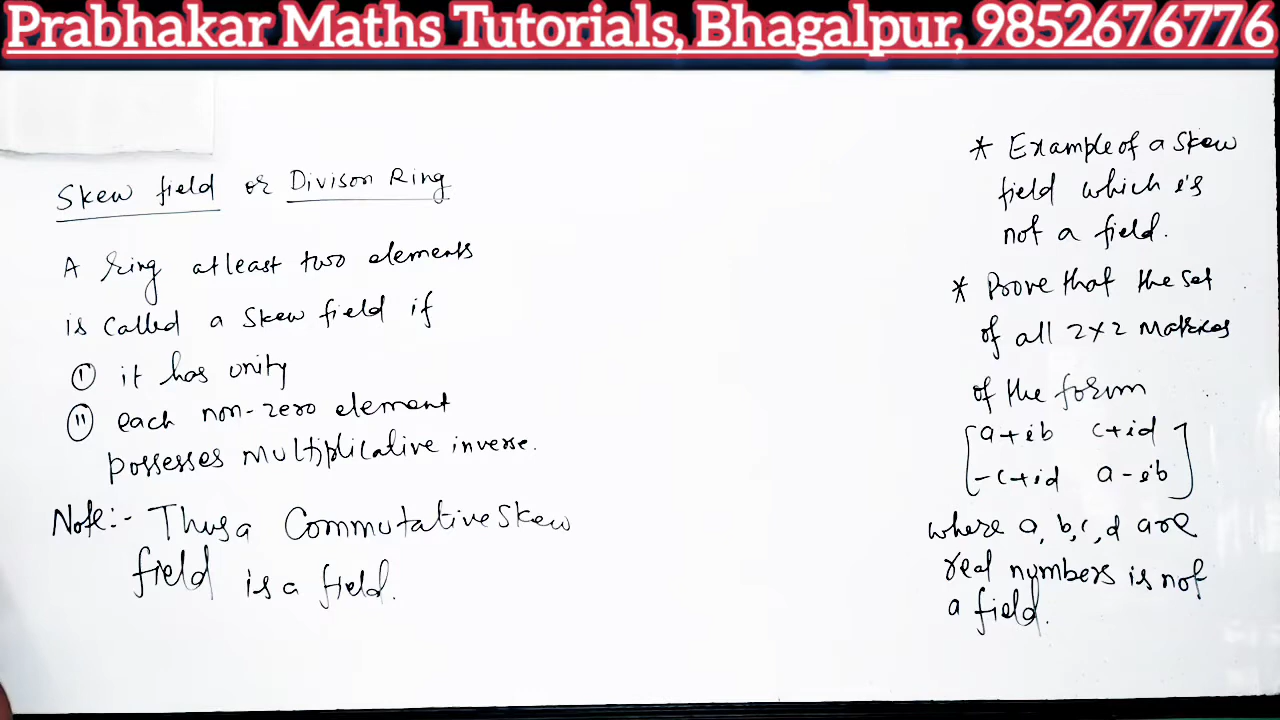 Prabhakar Maths Tutorials, Bhagalpur, 9852676776
Skew field or Divison Ring
A ring atleast two elements
is called a skew field if
(i) it has unity
(ii) each non-zero element
possesses multiplicative inverse.
Note:- Thus a Commutative Skew
field is a field.
* Example of a skew
field which is
not a field.
* Prove that the set
of all 2x2 matrices
of the form
[a+ib c+id
-c+id a-ib]
where a, b, c, d are
real numbers is not
a field.